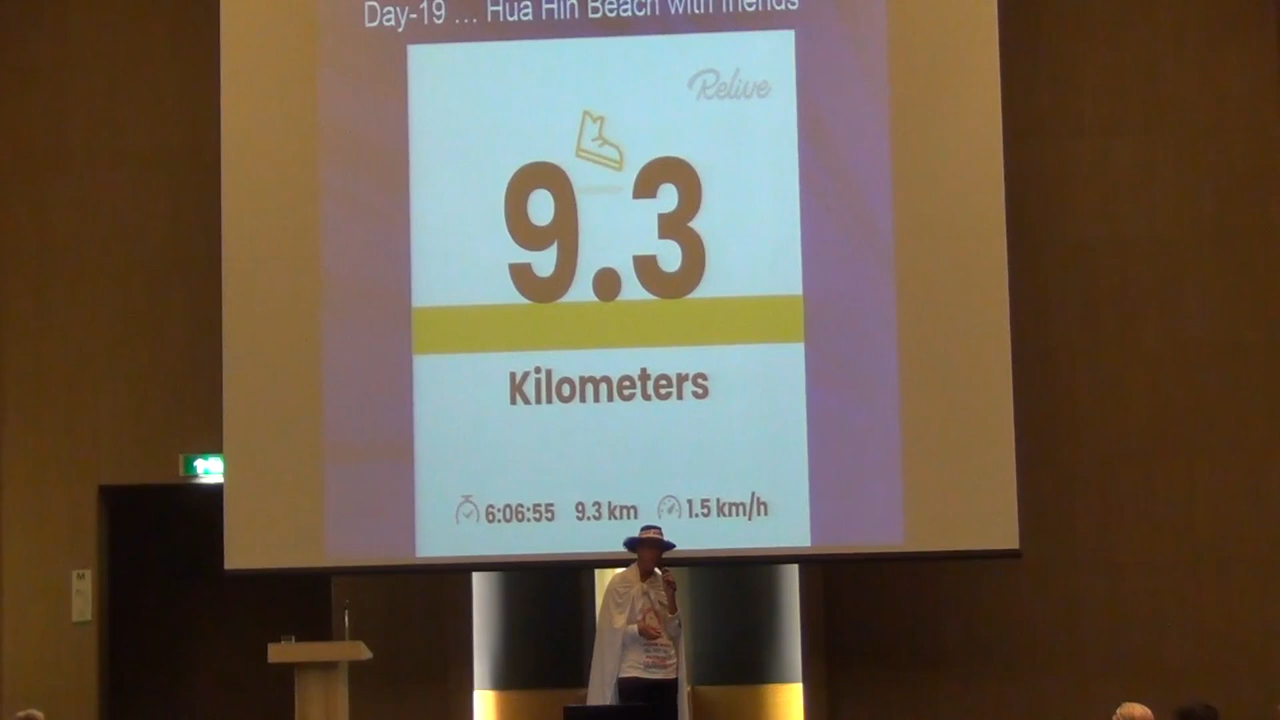 Day-19 ... Hua Hin Beach with friends
Relive
9.3
Kilometers
6:06:55 9.3 km 1.5 km/h
M